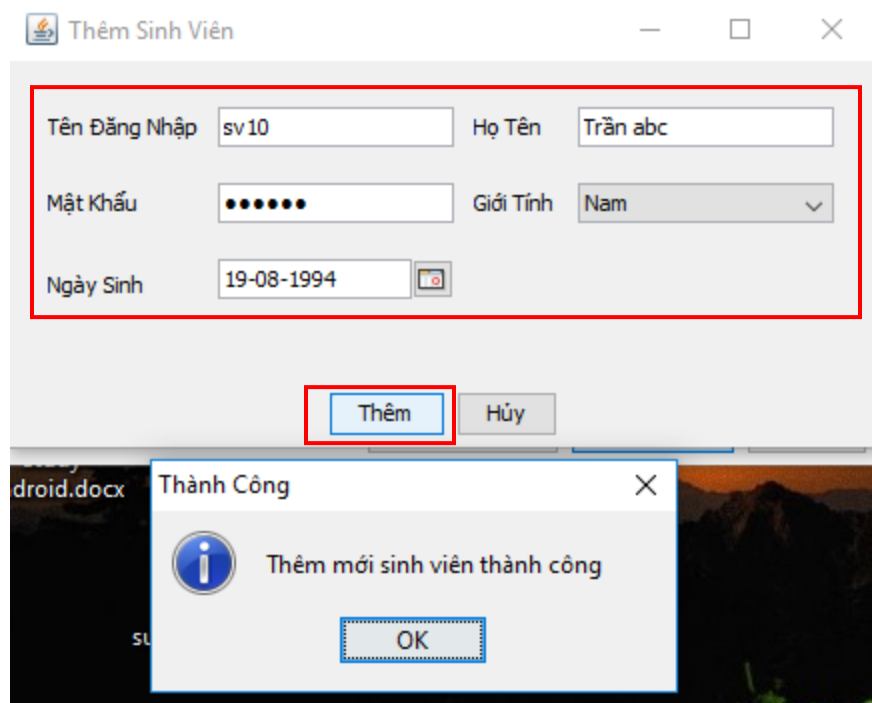 Thêm Sinh Viên
Tên Đăng Nhập sv10 Họ Tên Trần abc
Mật Khẩu •••••• Giới Tính Nam
Ngày Sinh 19-08-1994
Thêm Hủy
droid.docx
Thành Công
Thêm mới sinh viên thành công
su
OK